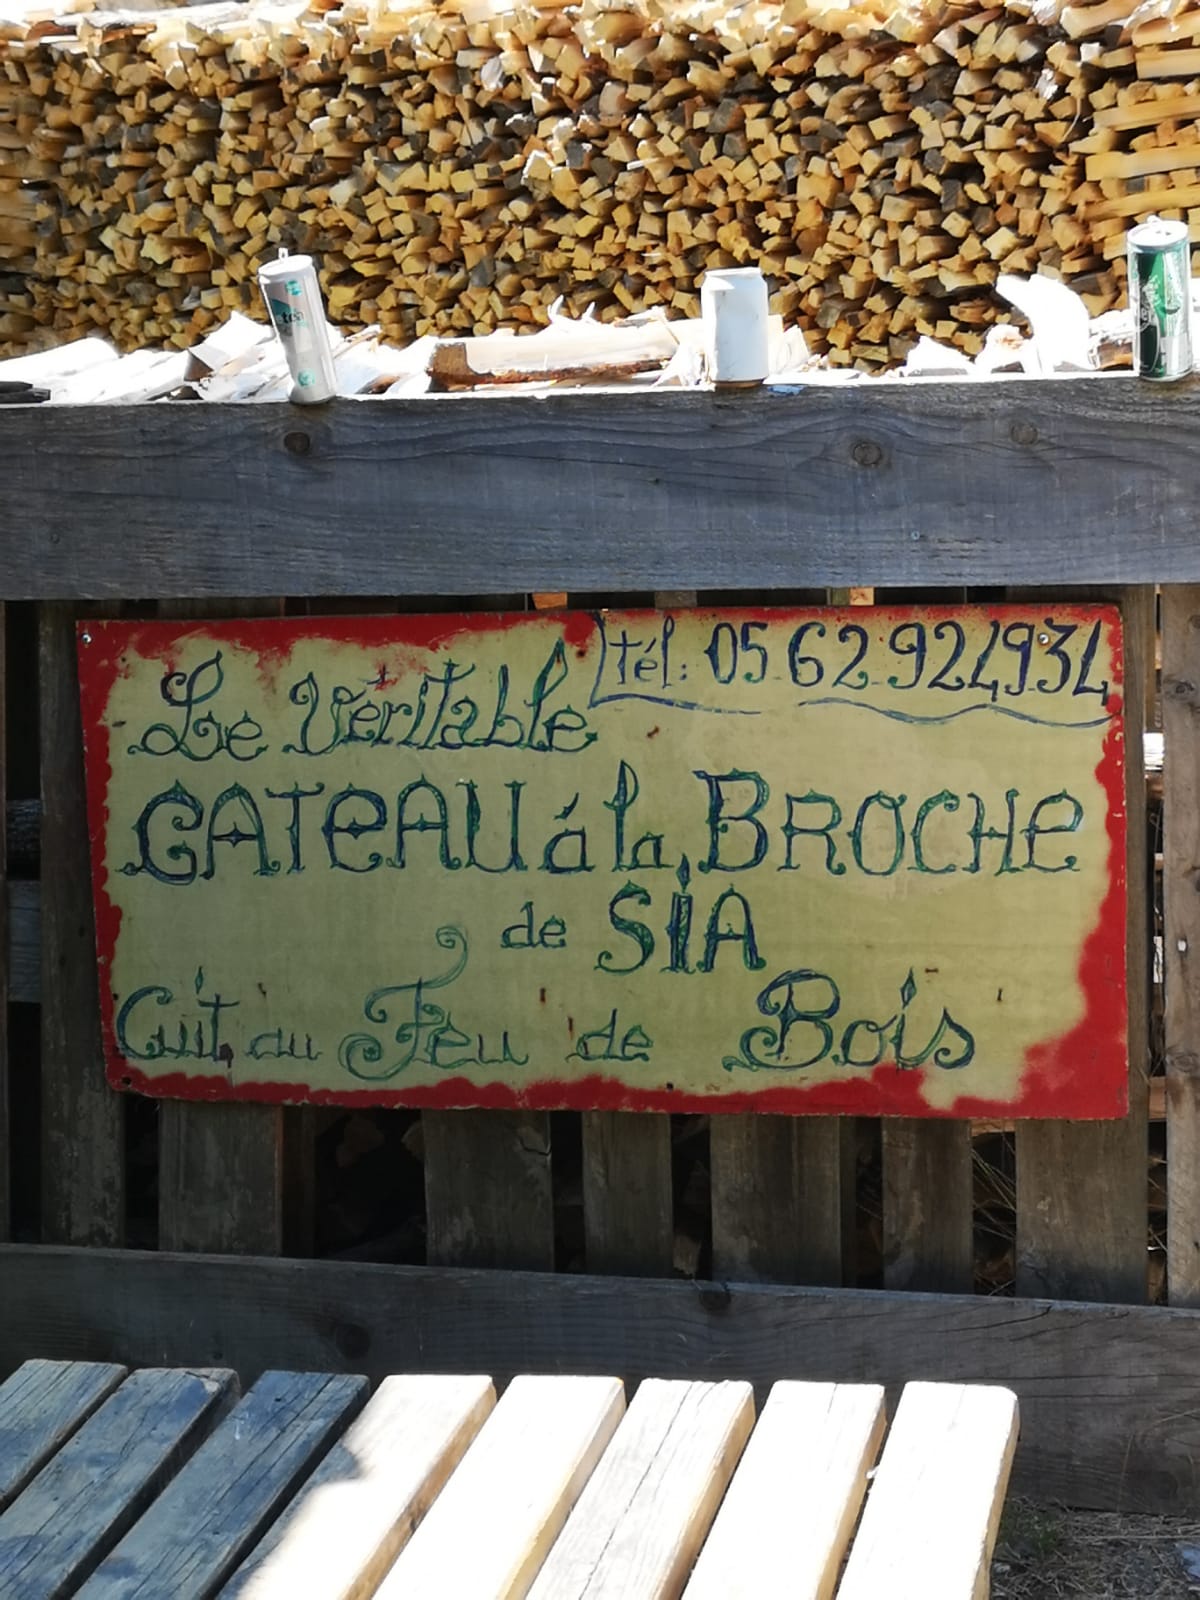 tél: 05 62 92 49 34
Le Véritable
GATEAU á la BROCHE
de SIA
Cuit au Feu de Bois